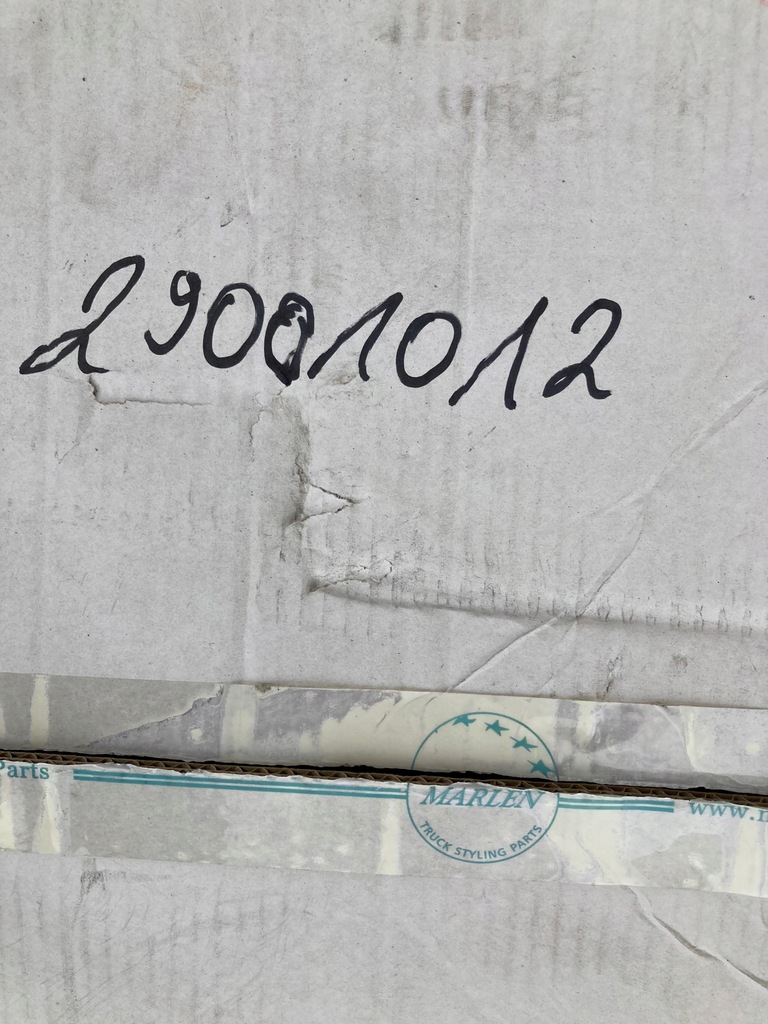 29001012
Parts
MARLEN
www.
TRUCK STYLING PARTS